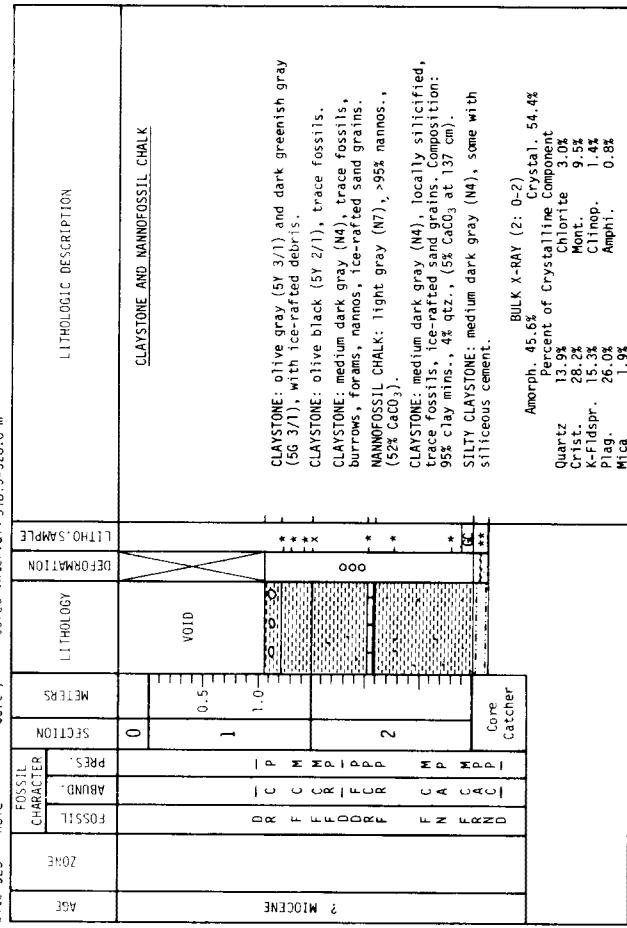 AGE
ZONE
FOSSIL CHARACTER
FOSSIL
ABUND.
PRES.
SECTION
METERS
LITHOLOGY
DEFORMATION
LITHO.SAMPLE
LITHOLOGIC DESCRIPTION
? MIOCENE
D R F F F D D R F F N F R N D
— C C C R — F C R C A C A C —
— P M M P — P P P M P M P P —
0
1
2
Core
Catcher
0.5
1.0
VOID
GC
CLAYSTONE AND NANNOFOSSIL CHALK
CLAYSTONE: olive gray (5Y 3/1) and dark greenish gray
(5G 3/1), with ice-rafted debris.
CLAYSTONE: olive black (5Y 2/1), trace fossils.
CLAYSTONE: medium dark gray (N4), trace fossils,
burrows, forams, nannos, ice-rafted sand grains.
NANNOFOSSIL CHALK: light gray (N7), >95% nannos.,
(52% CaCO3).
CLAYSTONE: medium dark gray (N4), locally silicified,
trace fossils, ice-rafted sand grains. Composition:
95% clay mins., 4% qtz., (5% CaCO3 at 137 cm).
SILTY CLAYSTONE: medium dark gray (N4), some with
siliceous cement.
BULK X-RAY (2: 0-2)
Amorph. 45.6% Crystal. 54.4%
Percent of Crystalline Component
Quartz 13.9% Chlorite 3.0%
Crist. 28.2% Mont. 9.5%
K-Fldspr. 15.3% Clinop. 1.4%
Plag. 26.0% Amphi. 0.8%
Mica 1.9%